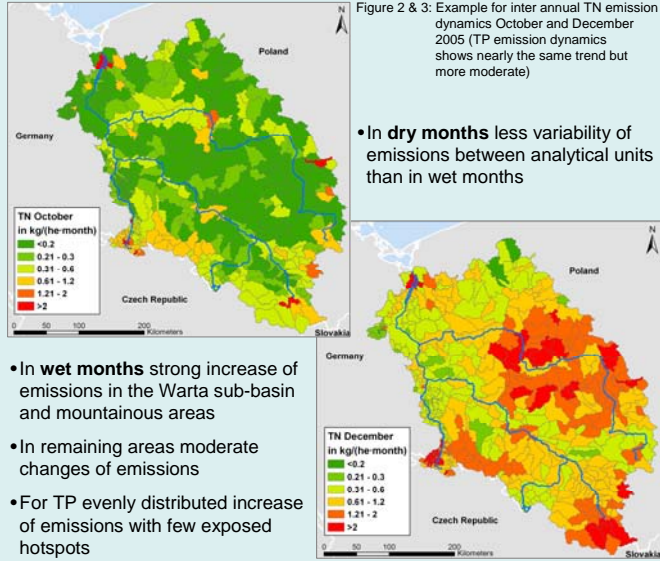 Figure 2 & 3: Example for inter annual TN emission
dynamics October and December
2005 (TP emission dynamics
shows nearly the same trend but
more moderate)
N
Poland
Germany
TN October
in kg/(he·month)
<0.2
0.21 - 0.3
0.31 - 0.6
0.61 - 1.2
1.21 - 2
>2
Czech Republic
0 50 100 200
Kilometers
Slovakia
•In dry months less variability of
emissions between analytical units
than in wet months
•In wet months strong increase of
emissions in the Warta sub-basin
and mountainous areas
•In remaining areas moderate
changes of emissions
•For TP evenly distributed increase
of emissions with few exposed
hotspots
N
Poland
Germany
TN December
in kg/(he·month)
<0.2
0.21 - 0.3
0.31 - 0.6
0.61 - 1.2
1.21 - 2
>2
Czech Republic
0 50 100 200
Kilometers
Slovakia